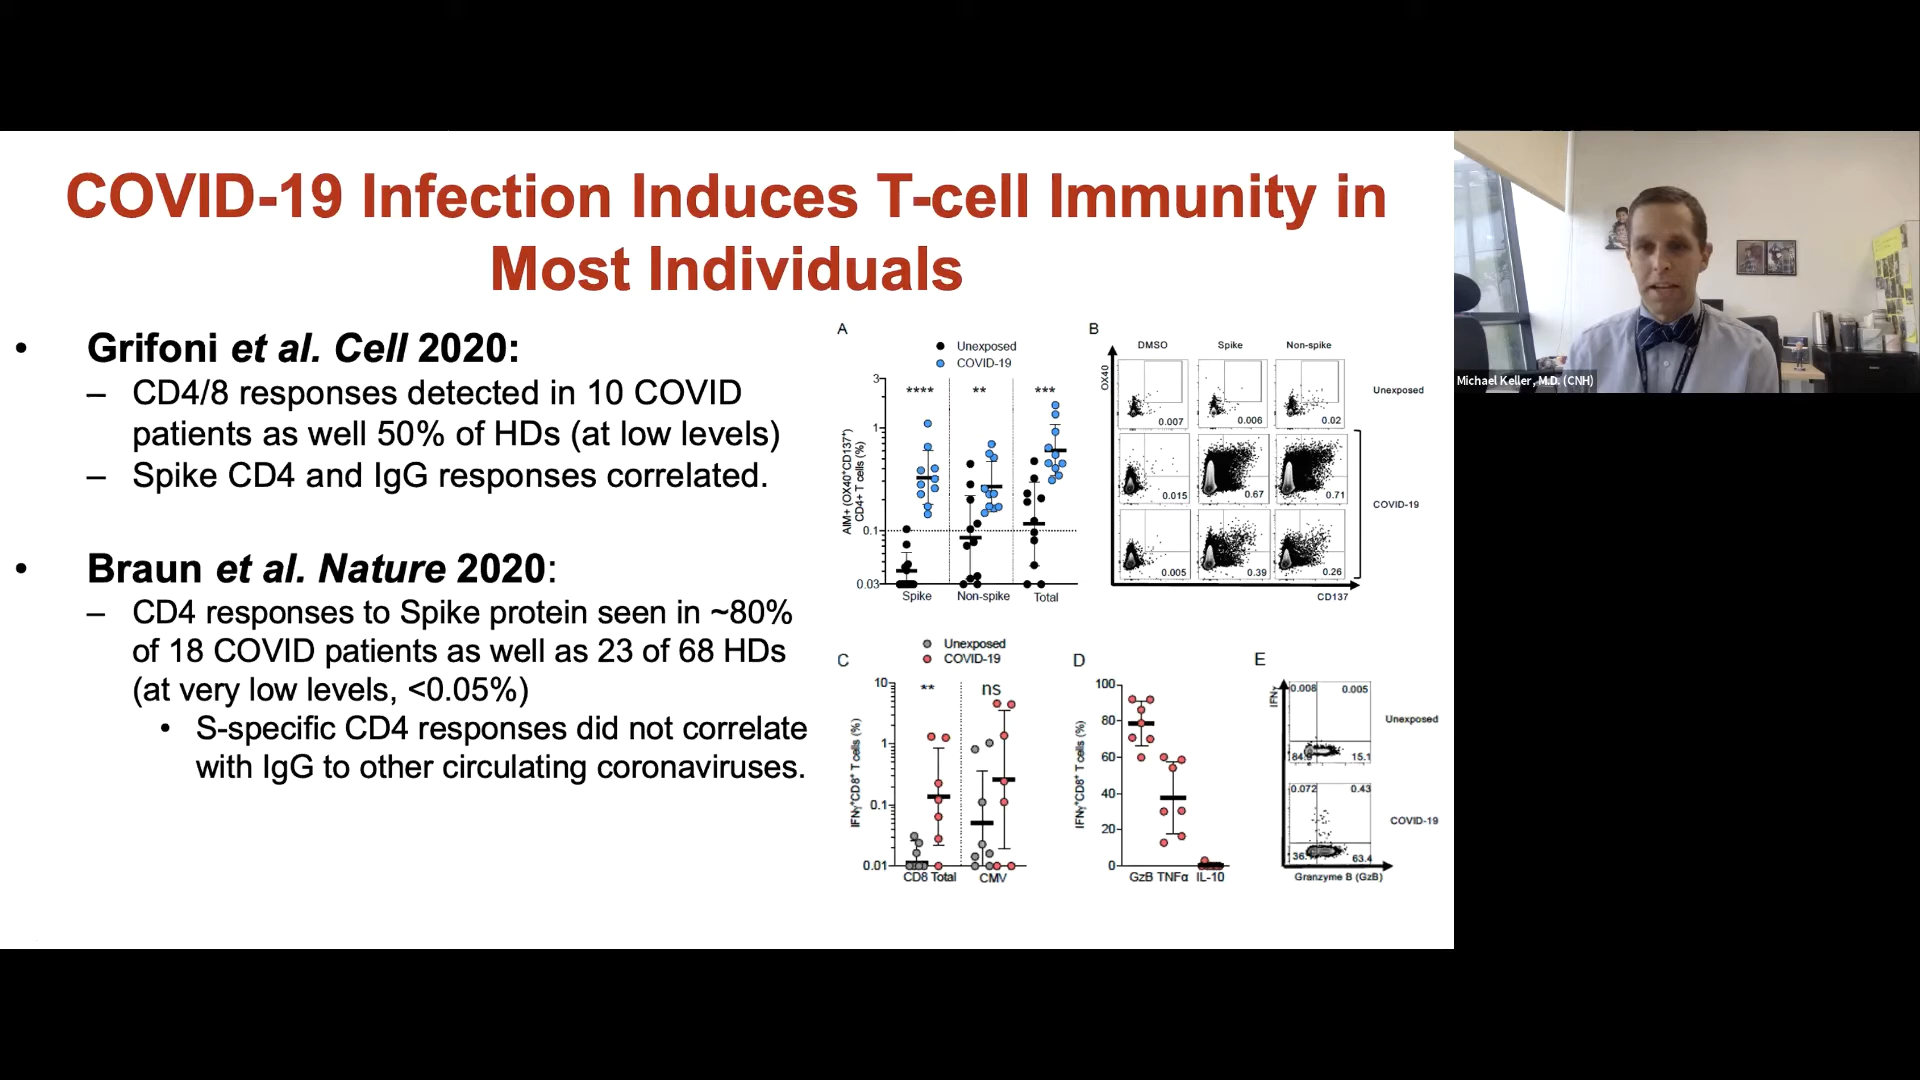 COVID-19 Infection Induces T-cell Immunity in
Most Individuals
• Grifoni et al. Cell 2020:
– CD4/8 responses detected in 10 COVID
patients as well 50% of HDs (at low levels)
– Spike CD4 and IgG responses correlated.
• Braun et al. Nature 2020:
– CD4 responses to Spike protein seen in ~80%
of 18 COVID patients as well as 23 of 68 HDs
(at very low levels, <0.05%)
• S-specific CD4 responses did not correlate
with IgG to other circulating coronaviruses.
A
Unexposed
COVID-19
**** ** ***
3
1
0.1
0.03
AIM+ (OX40+CD137+)
CD4+ T cells (%)
Spike Non-spike Total
B
DMSO Spike Non-spike
OX40
Unexposed
0.007 0.006 0.02
0.015 0.67 0.71
COVID-19
0.005 0.39 0.26
CD137
C
Unexposed
COVID-19
** ns
10
1
0.1
0.01
IFNγ+CD8+ T cells (%)
CD8 Total CMV
D
100
80
60
40
20
0
IFNγ+CD8+ T cells (%)
GzB TNFα IL-10
E
IFNγ
0.008 0.005
Unexposed
15.1
0.072 0.43
COVID-19
63.4
Granzyme B (GzB)
Michael Keller, M.D. (CNH)